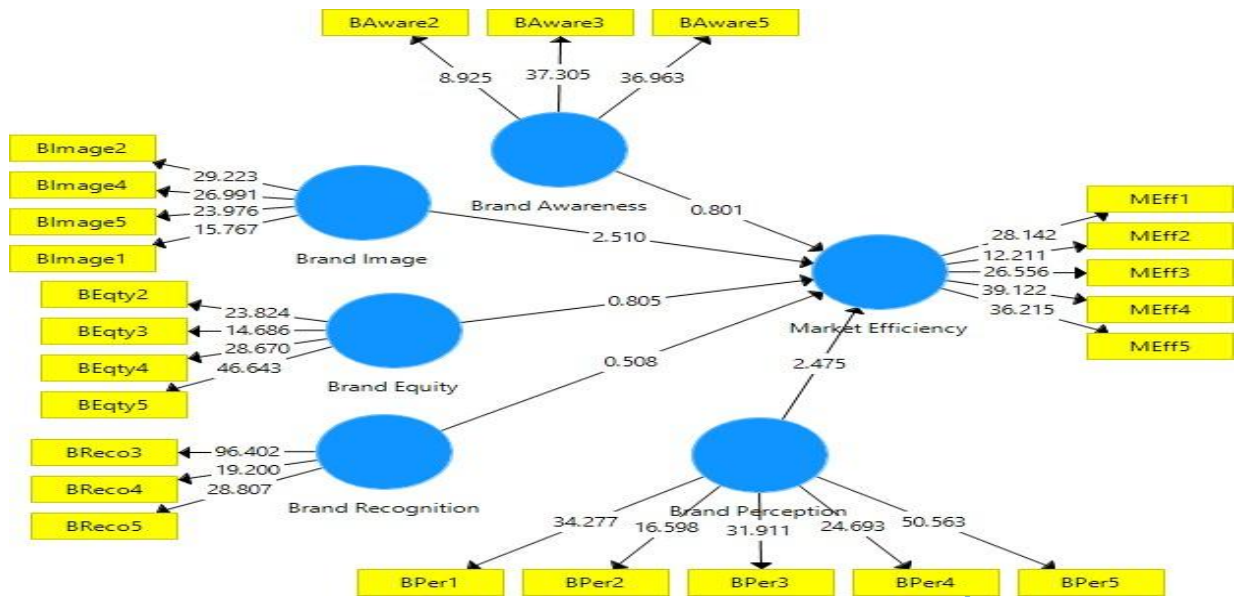 BAware2 BAware3 BAware5
8.925 37.305 36.963
BImage2
BImage4
BImage5
BImage1
29.223
26.991
23.976
15.767
Brand Image
Brand Awareness
0.801
2.510
MEff1
MEff2
MEff3
MEff4
MEff5
28.142
12.211
26.556
39.122
36.215
Market Efficiency
BEqty2
BEqty3
BEqty4
BEqty5
23.824
14.686
28.670
46.643
Brand Equity
0.805
0.508
2.475
BReco3
BReco4
BReco5
96.402
19.200
28.807
Brand Recognition
Brand Perception
34.277 16.598 31.911 24.693 50.563
BPer1 BPer2 BPer3 BPer4 BPer5